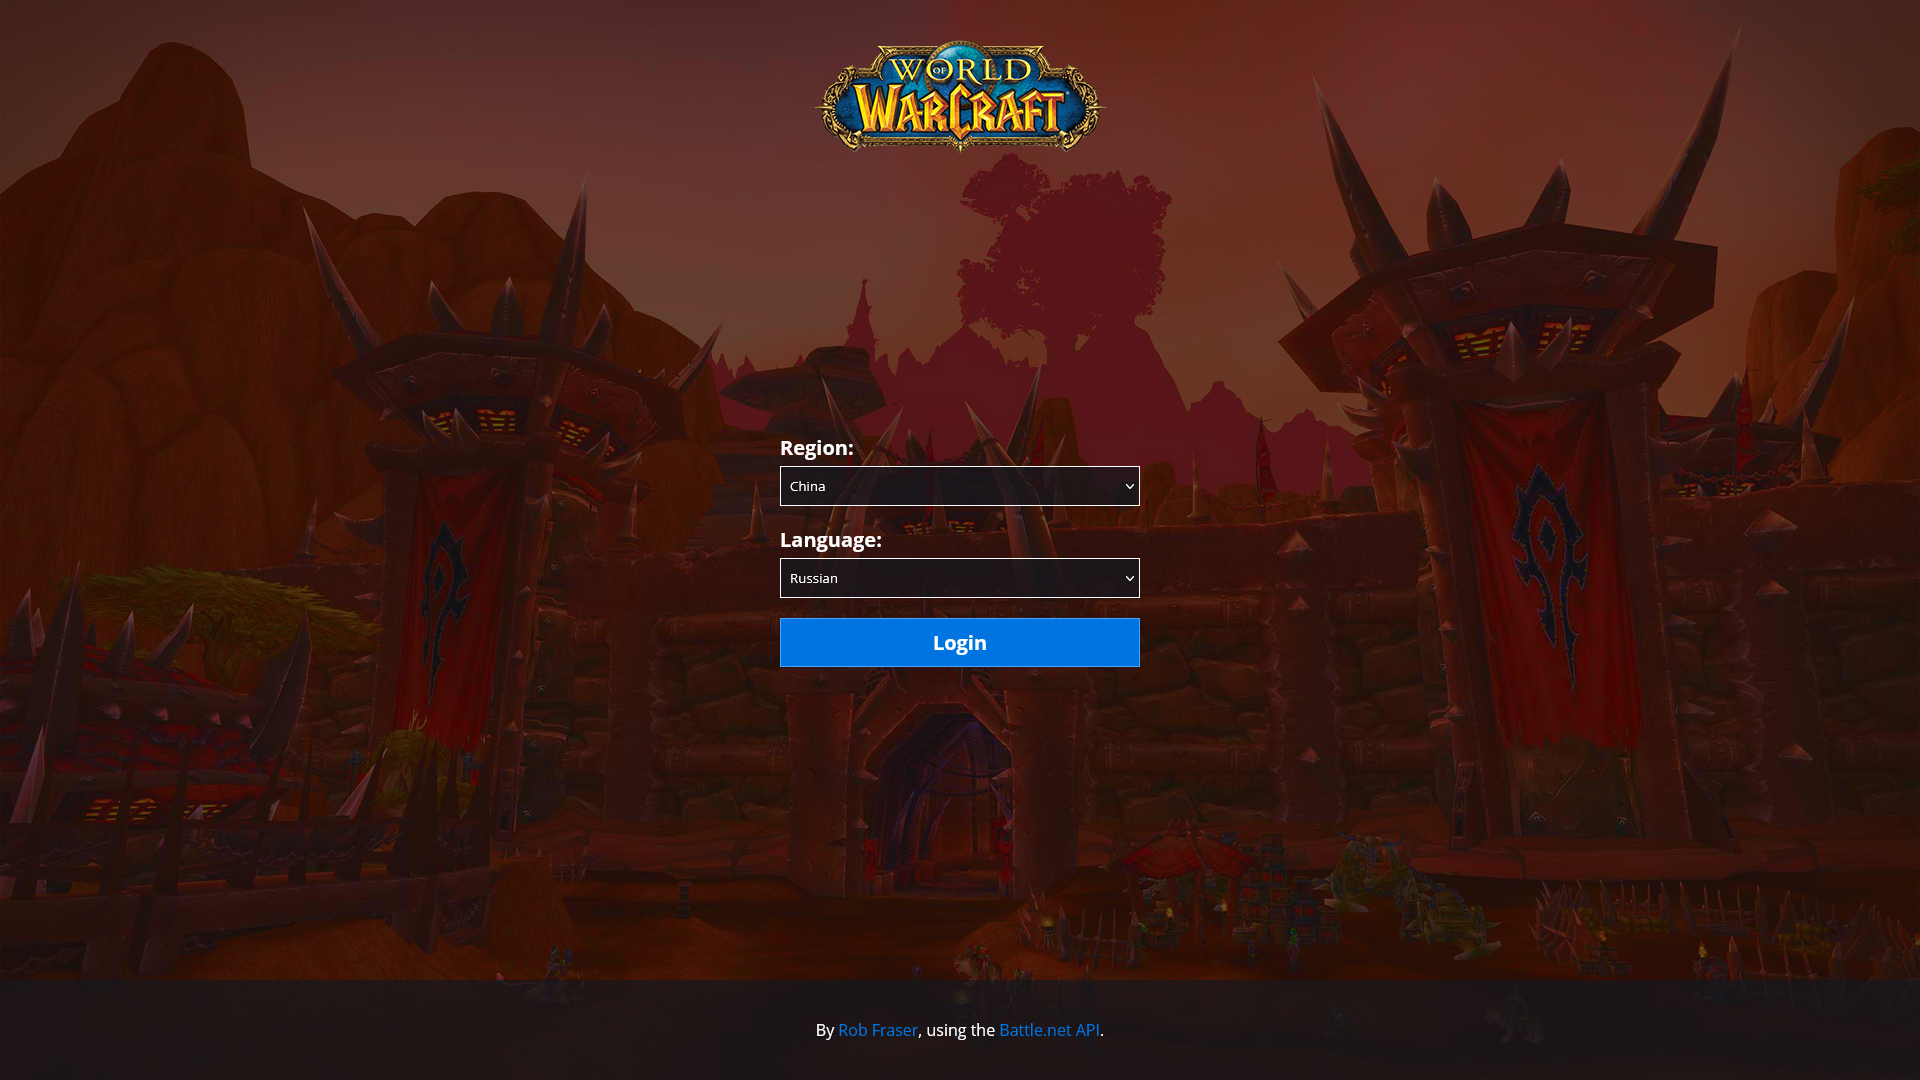 WORLD OF
WARCRAFT
Region:
China
Language:
Russian
Login
By Rob Fraser, using the Battle.net API.